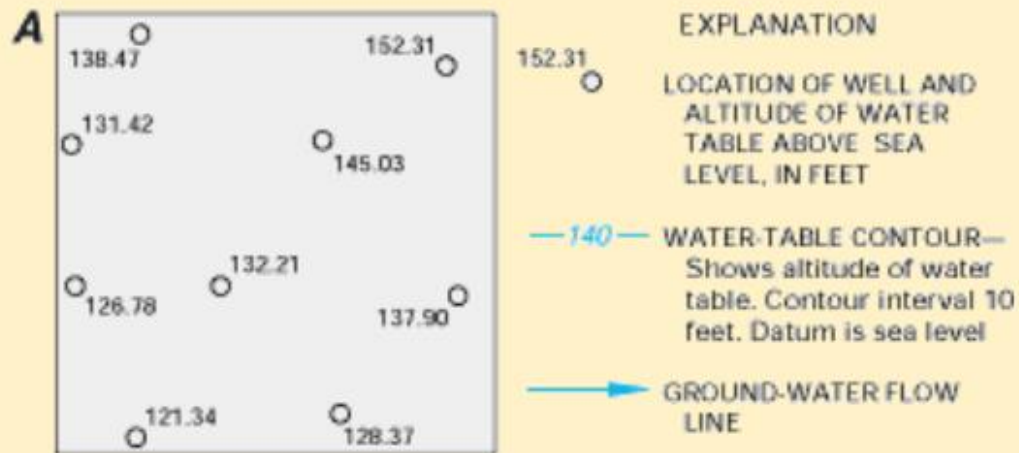 A
138.47
152.31
131.42
145.03
132.21
126.78
137.90
121.34
128.37
EXPLANATION
152.31
LOCATION OF WELL AND
ALTITUDE OF WATER
TABLE ABOVE SEA
LEVEL, IN FEET
140
WATER-TABLE CONTOUR—
Shows altitude of water
table. Contour interval 10
feet. Datum is sea level
GROUND-WATER FLOW
LINE